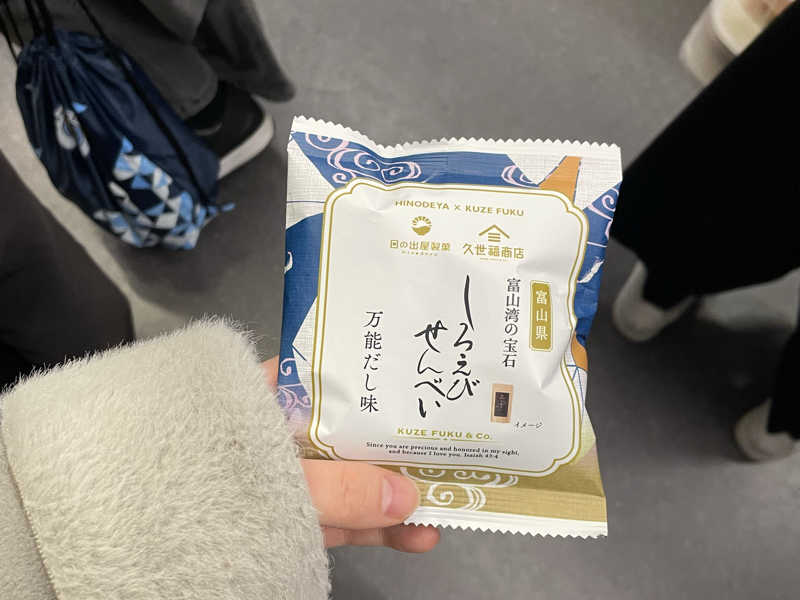 HINODEYA × KUZE FUKU
日の出屋製菓
久世福商店
富山県
富山湾の宝石
しろえび
せんべい
万能だし味
イメージ
KUZE FUKU & Co.
Since you are precious and honored in my sight,
and because I love you. Isaiah 43:4